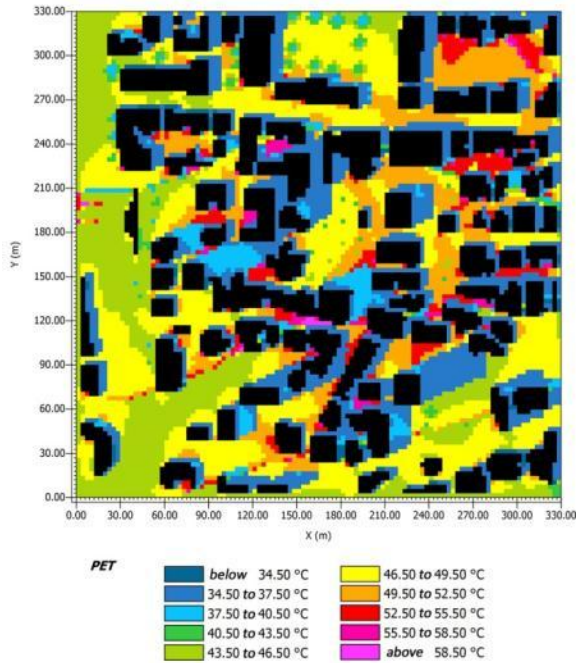 330.00
300.00
270.00
240.00
210.00
180.00
150.00
120.00
90.00
60.00
30.00
0.00
Y (m)
0.00 30.00 60.00 90.00 120.00 150.00 180.00 210.00 240.00 270.00 300.00 330.00
X (m)
PET
below 34.50 °C
34.50 to 37.50 °C
37.50 to 40.50 °C
40.50 to 43.50 °C
43.50 to 46.50 °C
46.50 to 49.50 °C
49.50 to 52.50 °C
52.50 to 55.50 °C
55.50 to 58.50 °C
above 58.50 °C